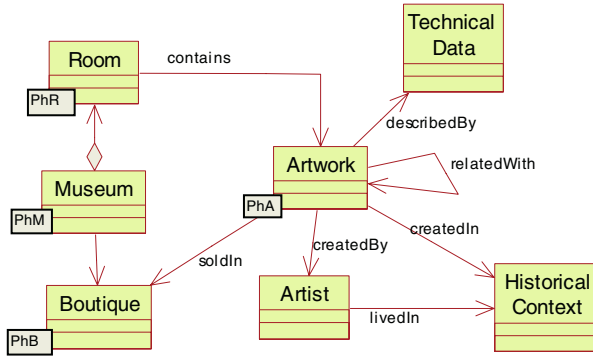 Technical
Data
Room
contains
PhR
describedBy
Artwork
relatedWith
Museum
PhA
PhM
createdIn
createdBy
soldIn
Boutique
Artist
Historical
Context
livedIn
PhB